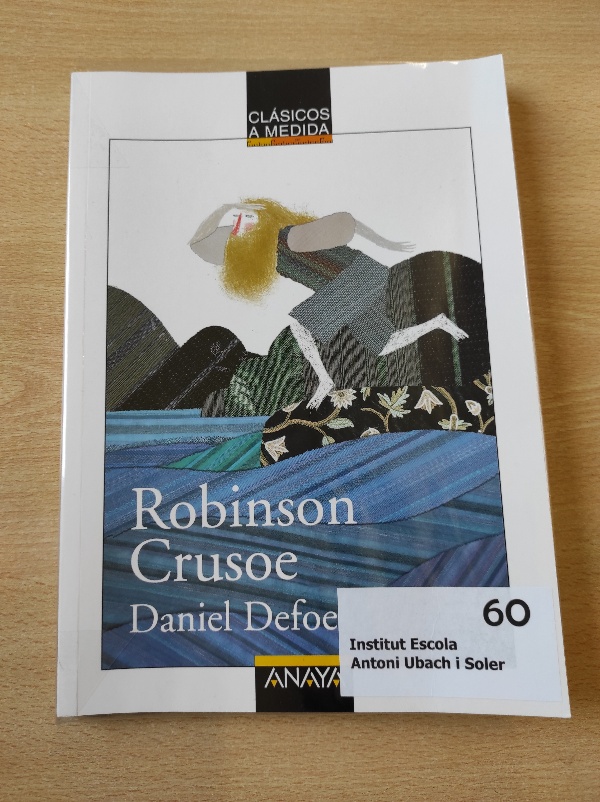 CLÁSICOS
A MEDIDA
Robinson
Crusoe
Daniel Defoe
60
Institut Escola
Antoni Ubach i Soler
ANAYA